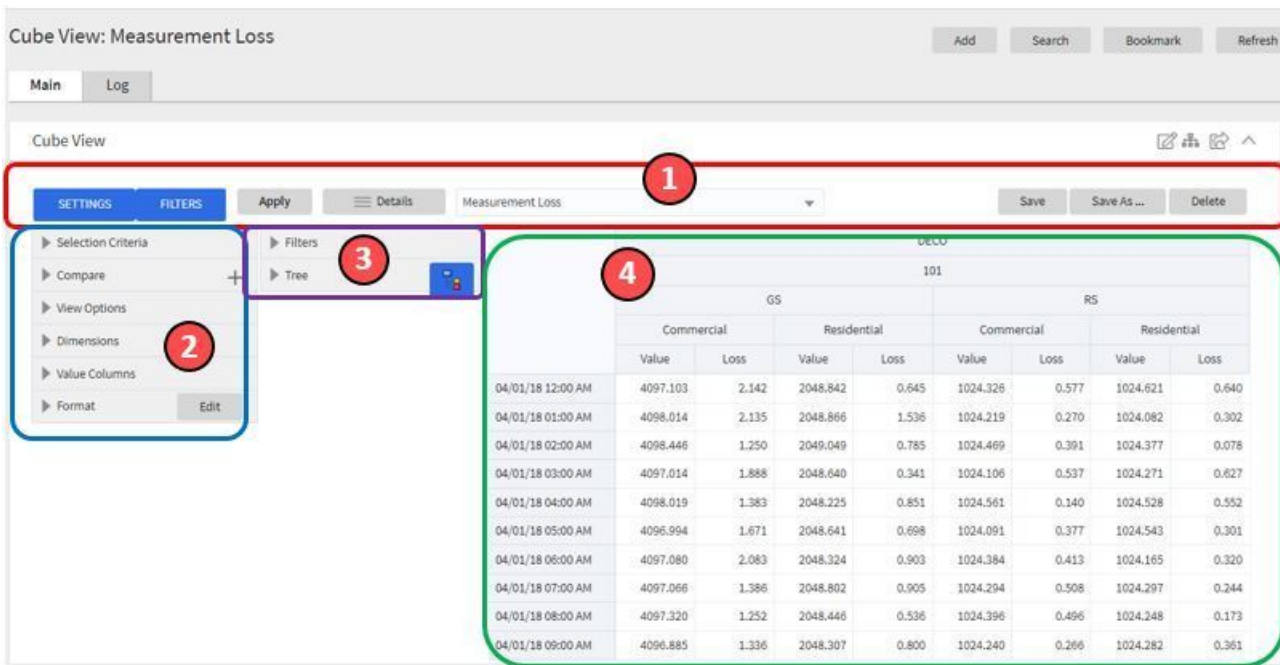 Cube View: Measurement Loss Add Search Bookmark Refresh
Main Log
Cube View
1
SETTINGS FILTERS Apply Details Measurement Loss Save Save As ... Delete
Selection Criteria Filters DECO
Compare + 3 Tree 4 101
View Options GS RS
Dimensions 2 Commercial Residential Commercial Residential
Value Columns Value Loss Value Loss Value Loss Value Loss
Format Edit 04/01/18 12:00 AM 4097.103 2.142 2048.842 0.645 1024.326 0.577 1024.621 0.640
04/01/18 01:00 AM 4098.014 2.135 2048.866 1.536 1024.219 0.270 1024.082 0.302
04/01/18 02:00 AM 4098.446 1.250 2049.049 0.785 1024.469 0.391 1024.377 0.078
04/01/18 03:00 AM 4097.014 1.888 2048.640 0.341 1024.106 0.537 1024.271 0.627
04/01/18 04:00 AM 4098.019 1.383 2048.225 0.851 1024.561 0.140 1024.528 0.552
04/01/18 05:00 AM 4096.994 1.671 2048.641 0.698 1024.091 0.377 1024.543 0.301
04/01/18 06:00 AM 4097.080 2.083 2048.324 0.903 1024.384 0.413 1024.165 0.320
04/01/18 07:00 AM 4097.066 1.386 2048.802 0.905 1024.294 0.508 1024.297 0.244
04/01/18 08:00 AM 4097.320 1.252 2048.446 0.536 1024.396 0.496 1024.248 0.173
04/01/18 09:00 AM 4096.885 1.336 2048.307 0.800 1024.240 0.266 1024.282 0.361